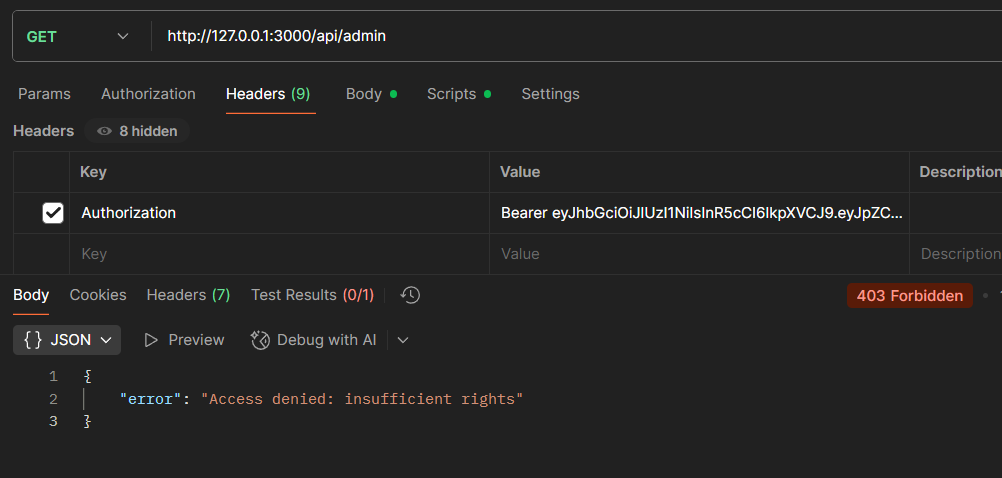 GET http://127.0.0.1:3000/api/admin
Params Authorization Headers (9) Body Scripts Settings
Headers 8 hidden
Key Value Description
Authorization Bearer eyJhbGciOiJIUzI1NiIsInR5cCI6IkpXVCJ9.eyJpZC...
Key Value Description
Body Cookies Headers (7) Test Results (0/1) 403 Forbidden
{ } JSON Preview Debug with AI
1 {
2 "error": "Access denied: insufficient rights"
3 }